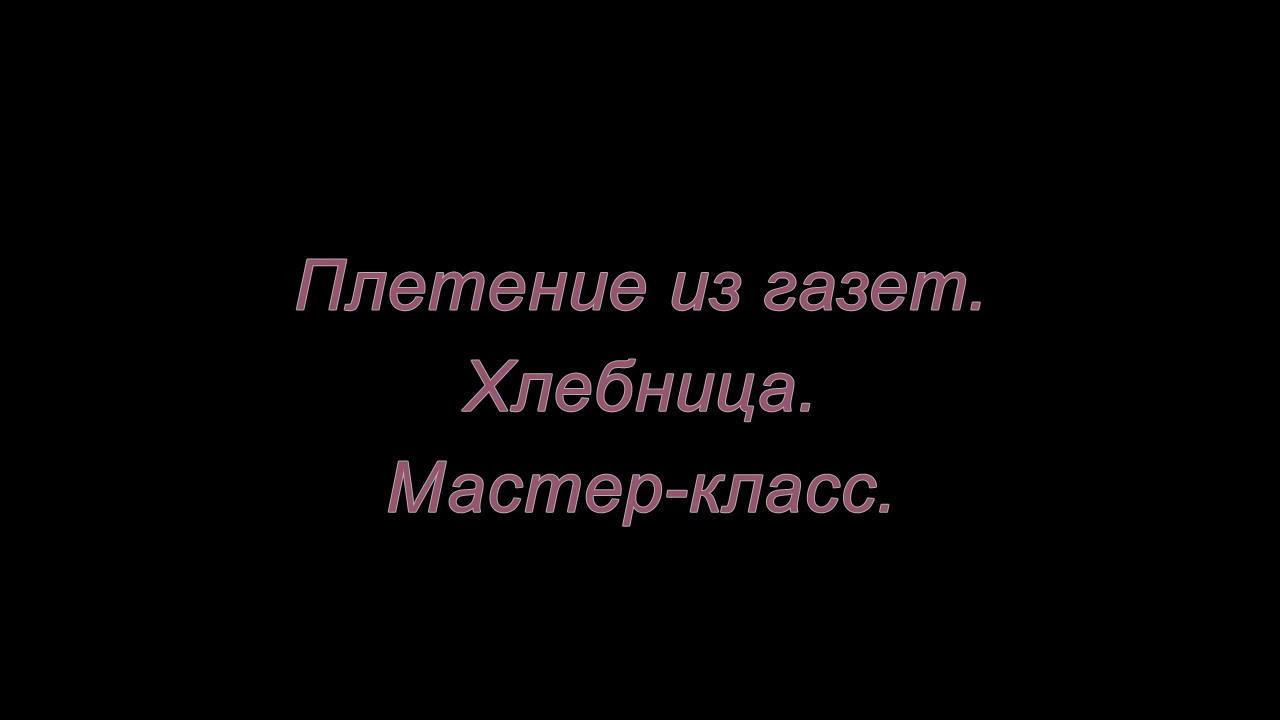 Плетение из газет.
Хлебница.
Мастер-класс.